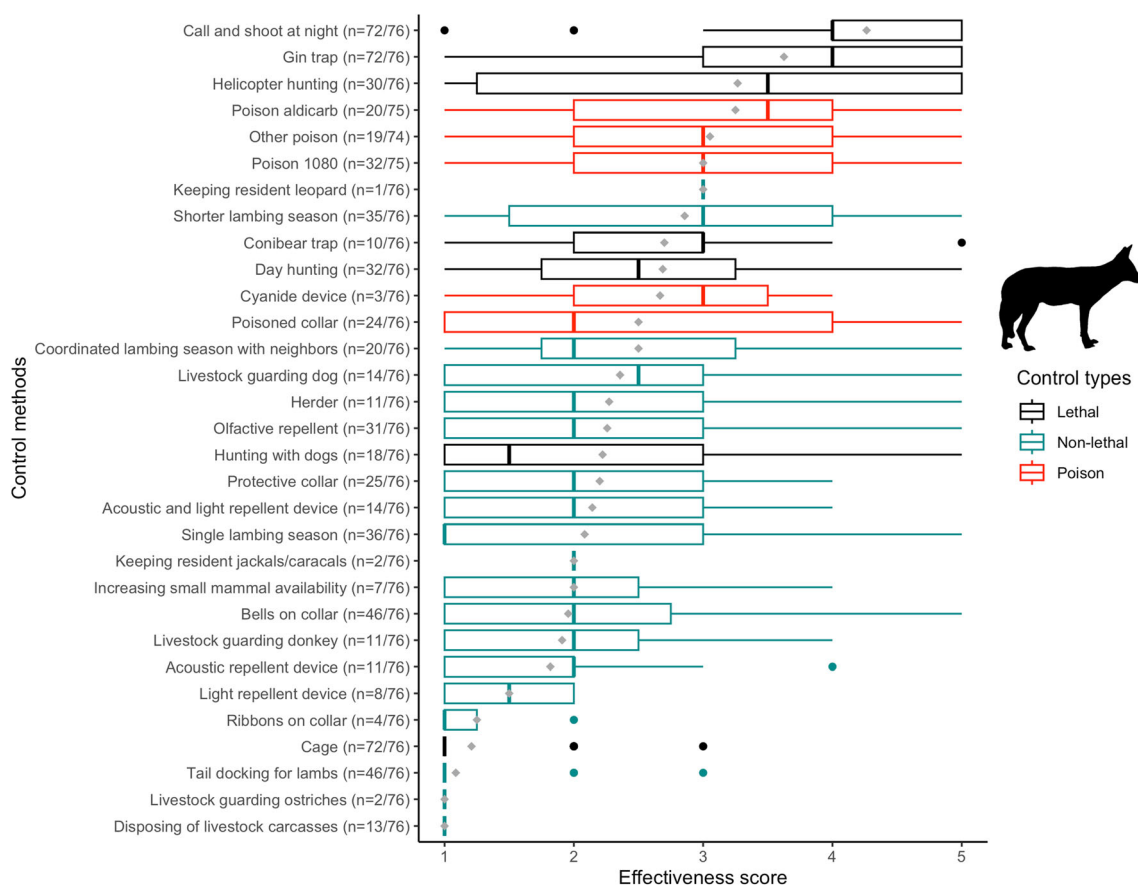 Control methods
Call and shoot at night (n=72/76)
Gin trap (n=72/76)
Helicopter hunting (n=30/76)
Poison aldicarb (n=20/75)
Other poison (n=19/74)
Poison 1080 (n=32/75)
Keeping resident leopard (n=1/76)
Shorter lambing season (n=35/76)
Conibear trap (n=10/76)
Day hunting (n=32/76)
Cyanide device (n=3/76)
Poisoned collar (n=24/76)
Coordinated lambing season with neighbors (n=20/76)
Livestock guarding dog (n=14/76)
Herder (n=11/76)
Olfactive repellent (n=31/76)
Hunting with dogs (n=18/76)
Protective collar (n=25/76)
Acoustic and light repellent device (n=14/76)
Single lambing season (n=36/76)
Keeping resident jackals/caracals (n=2/76)
Increasing small mammal availability (n=7/76)
Bells on collar (n=46/76)
Livestock guarding donkey (n=11/76)
Acoustic repellent device (n=11/76)
Light repellent device (n=8/76)
Ribbons on collar (n=4/76)
Cage (n=72/76)
Tail docking for lambs (n=46/76)
Livestock guarding ostriches (n=2/76)
Disposing of livestock carcasses (n=13/76)
1 2 3 4 5
Effectiveness score
Control types
Lethal
Non-lethal
Poison